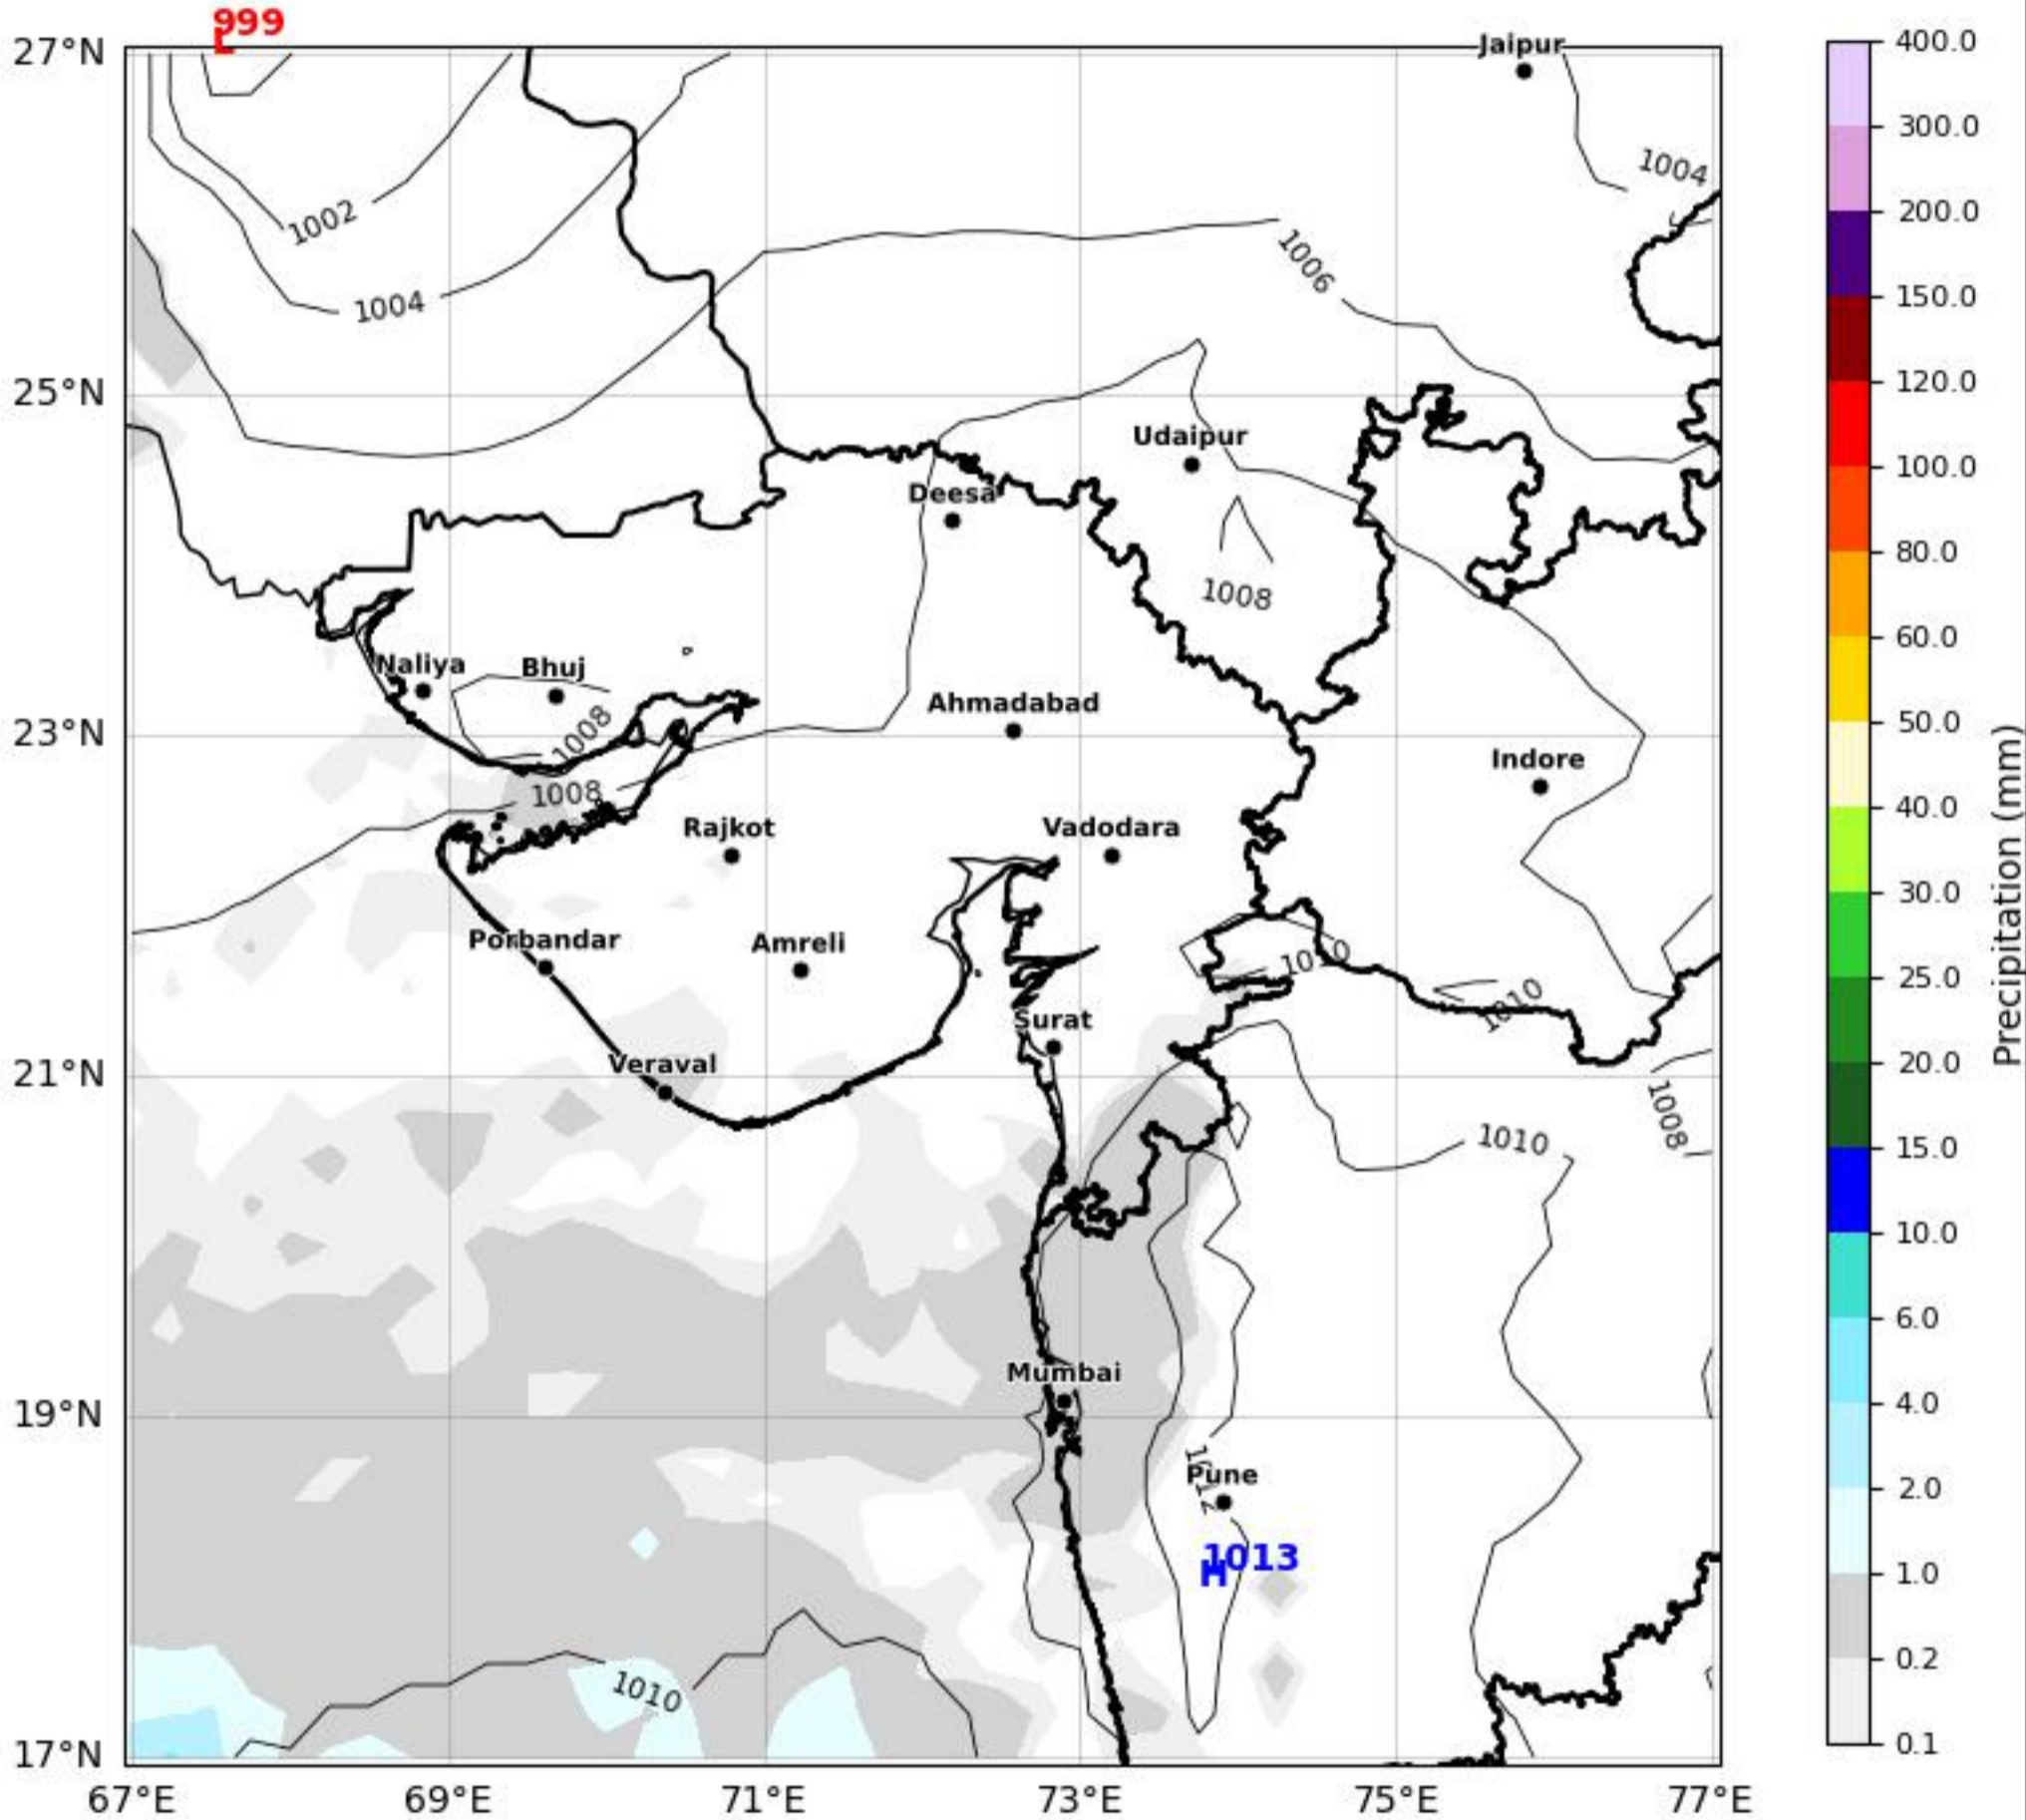 999
L
27°N
Jaipur
400.0
300.0
1004
1002
200.0
1006
1004
150.0
120.0
25°N
Udaipur
100.0
Deesa
80.0
1008
60.0
Naliya
Bhuj
Ahmadabad
1008
23°N
50.0
Indore
1008
40.0
Rajkot
Vadodara
30.0
Precipitation (mm)
Porbandar
Amreli
1010
25.0
1010
Surat
21°N
Veraval
20.0
1008
1010
15.0
10.0
6.0
Mumbai
19°N
4.0
1012
Pune
2.0
1013
H
1.0
0.2
1010
17°N
0.1
67°E
69°E
71°E
73°E
75°E
77°E